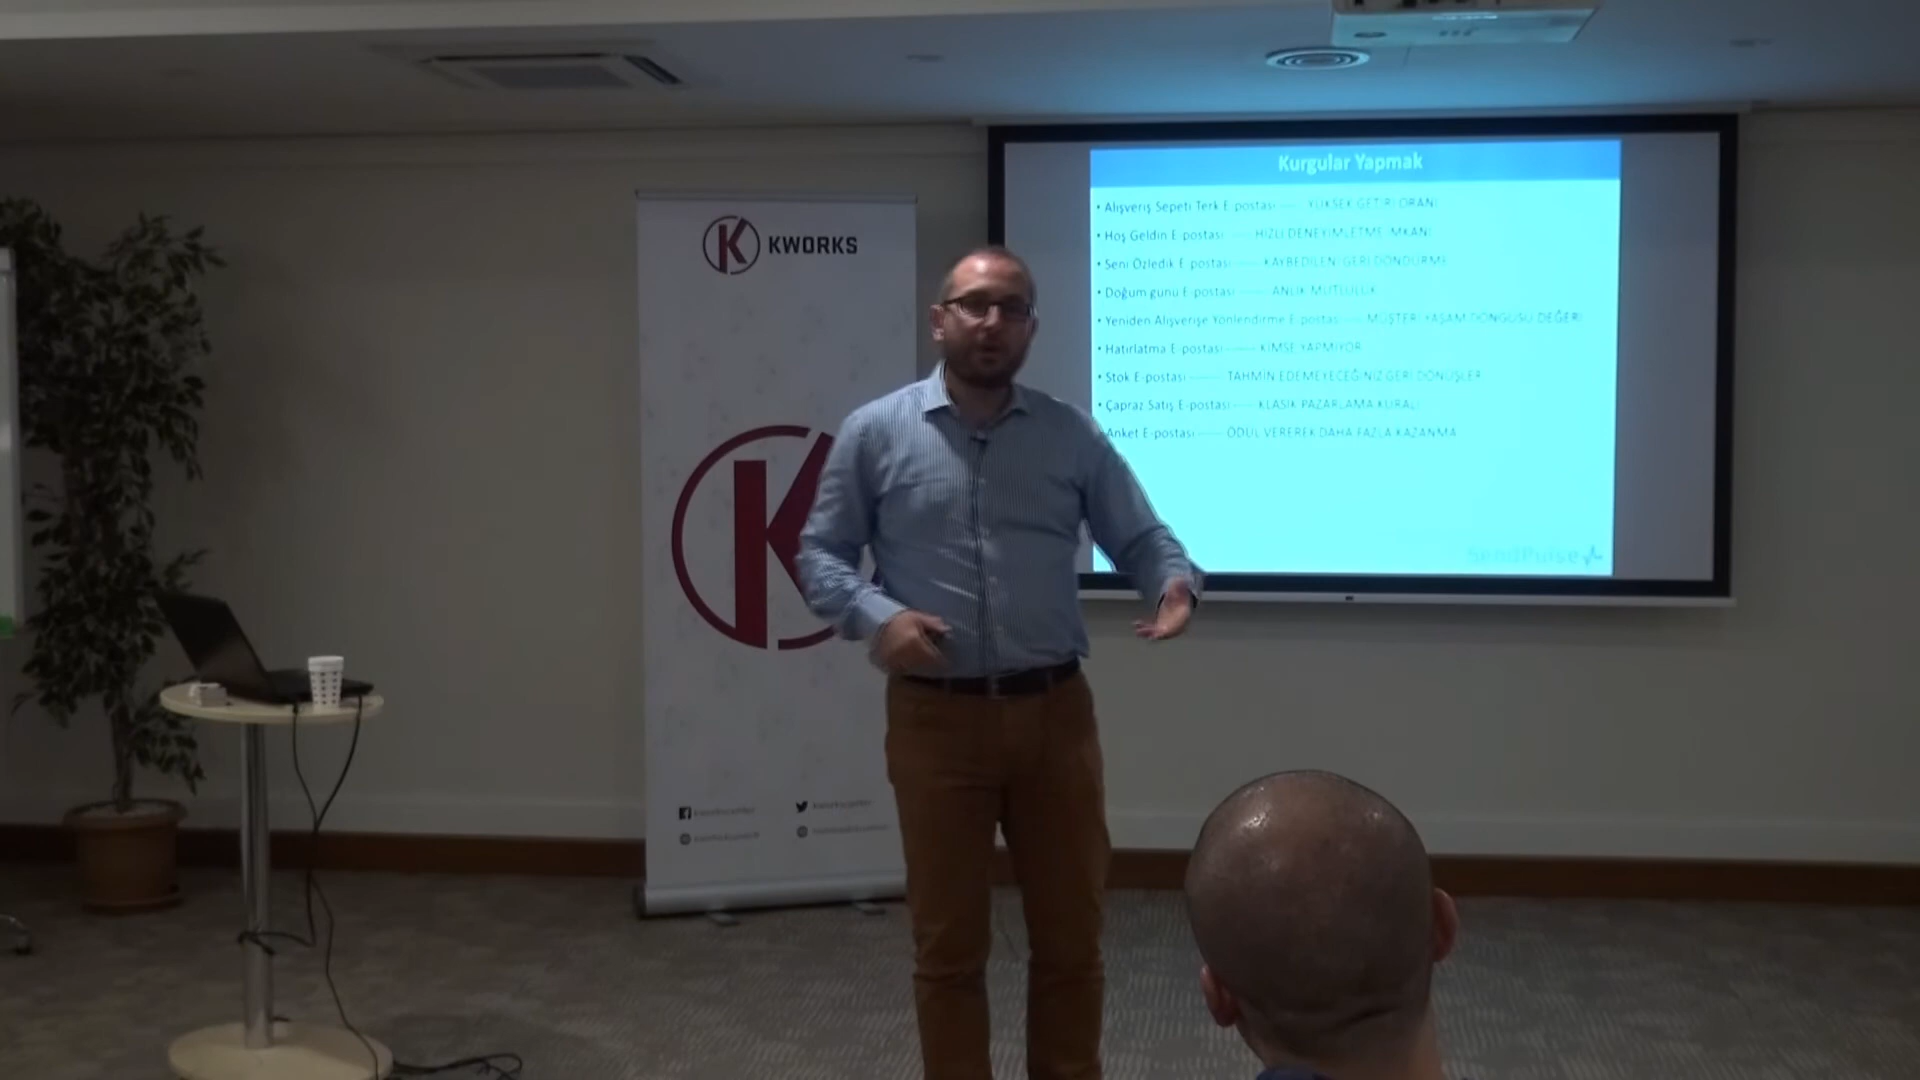 KWORKS
Kurgular Yapmak
• Alışveriş Sepeti Terk E-postası ----- YÜKSEK GETİRİ ORANI
• Hoş Geldin E-postası ----- HIZLI DENEYİMLETME İMKANI
• Seni Özledik E-postası ------ KAYBEDİLENİ GERİ DÖNDÜRME
• Doğum günü E-postası ------ ANLIK MUTLULUK
• Yeniden Alışverişe Yönlendirme E-postası ---- MÜŞTERİ YAŞAM DÖNGÜSÜ DEĞERİ
• Hatırlatma E-postası ------ KİMSE YAPMIYOR
• Stok E-postası ------ TAHMİN EDEMEYECEĞİNİZ GERİ DÖNÜŞLER
• Çapraz Satış E-postası ----- KLASİK PAZARLAMA KURALI
Anket E-postası ----- ÖDÜL VEREREK DAHA FAZLA KAZANMA
SendPulse